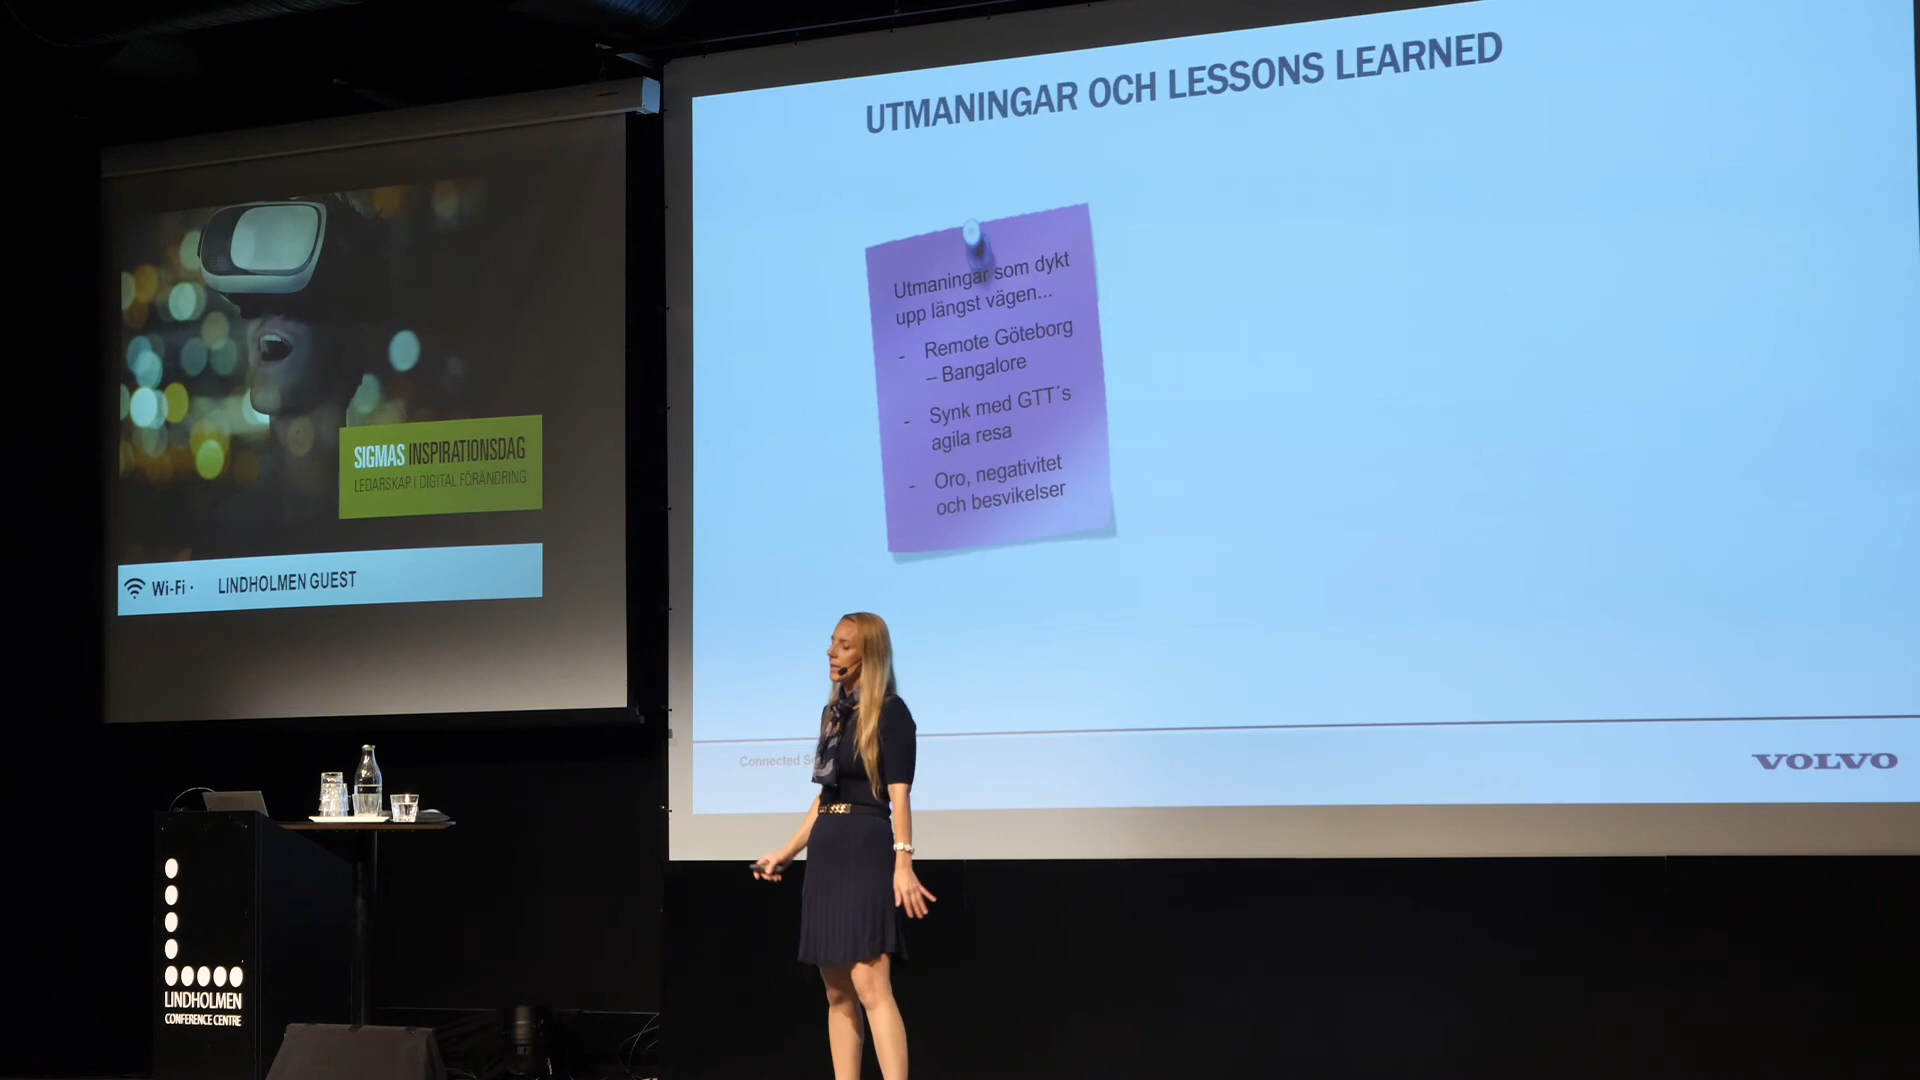 UTMANINGAR OCH LESSONS LEARNED
Utmaningar som dykt
upp längst vägen...
- Remote Göteborg
– Bangalore
- Synk med GTT´s
agila resa
- Oro, negativitet
och besvikelser
Connected
VOLVO
SIGMAS INSPIRATIONSDAG
LEDARSKAP I DIGITAL FÖRÄNDRING
Wi-Fi · LINDHOLMEN GUEST
LINDHOLMEN
CONFERENCE CENTRE